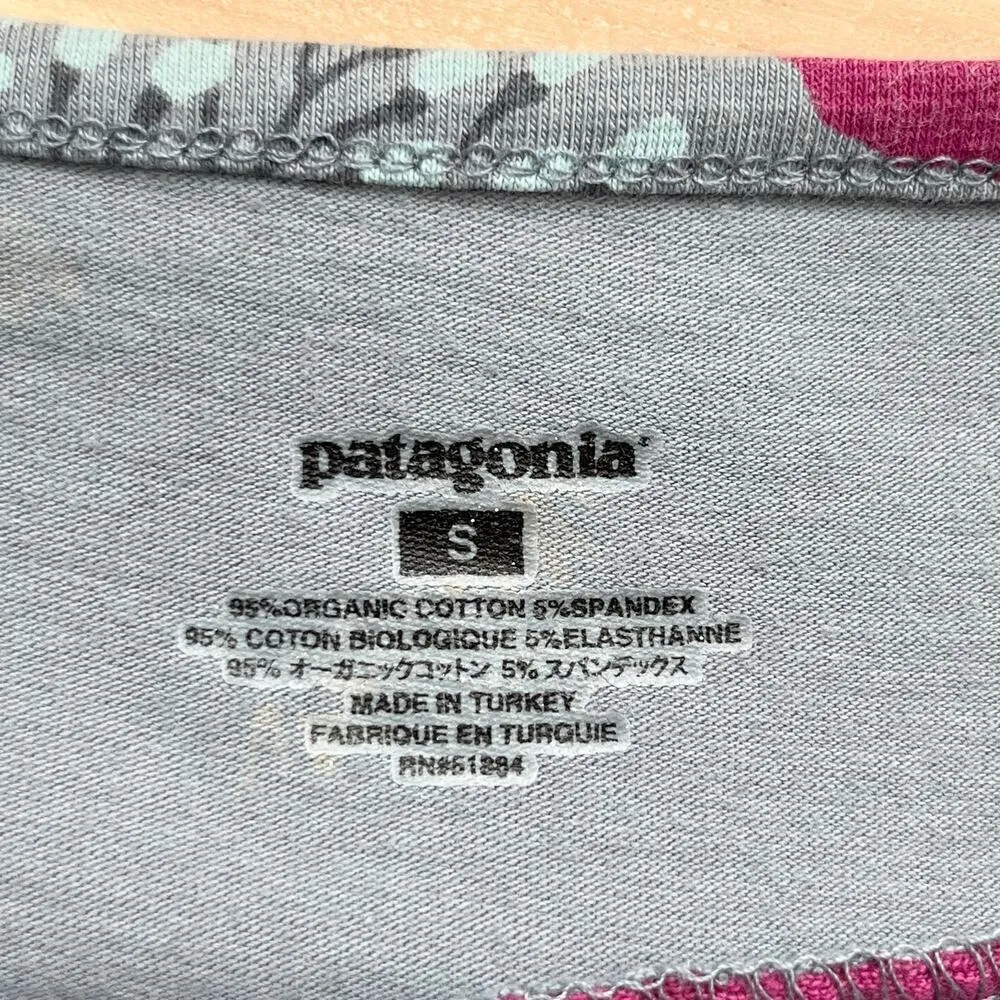 patagonia
S
95%ORGANIC COTTON 5%SPANDEX
95% COTON BIOLOGIQUE 5%ELASTHANNE
95% オーガニックコットン 5% スパンデックス
MADE IN TURKEY
FABRIQUE EN TURQUIE
RN#51884